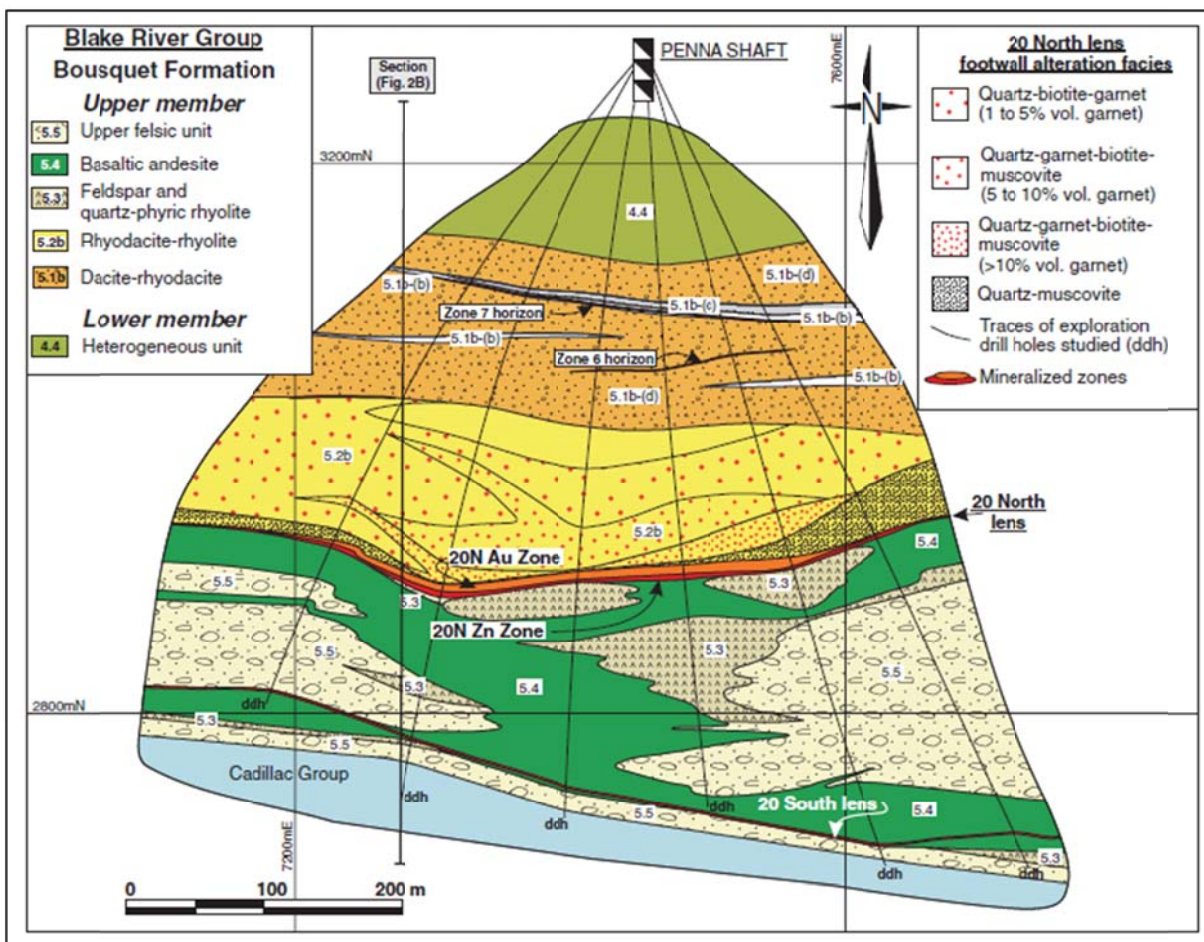 Blake River Group
Bousquet Formation
Upper member
5.5 Upper felsic unit
5.4 Basaltic andesite
5.3 Feldspar and
quartz-phyric rhyolite
5.2b Rhyodacite-rhyolite
5.1b Dacite-rhyodacite
Lower member
4.4 Heterogeneous unit
Section
(Fig. 2B)
PENNA SHAFT
7600mE
N
20 North lens
footwall alteration facies
Quartz-biotite-garnet
(1 to 5% vol. garnet)
Quartz-garnet-biotite-
muscovite
(5 to 10% vol. garnet)
Quartz-garnet-biotite-
muscovite
(>10% vol. garnet)
Quartz-muscovite
Traces of exploration
drill holes studied (ddh)
Mineralized zones
3200mN
4.4
5.1b-(d)
5.1b-(b)
5.1b-(c)
Zone 7 horizon
5.1b-(b)
5.1b-(b)
Zone 6 horizon
5.1b-(b)
5.1b-(d)
5.2b
20 North
lens
5.2b
5.4
20N Au Zone
5.3
5.5
5.3
20N Zn Zone
5.5
5.3
5.5
5.3
5.4
ddh
2800mN
5.3
5.5
Cadillac Group
ddh
ddh
20 South lens
5.4
ddh
5.5
5.3
ddh
ddh
7200mE
0 100 200 m